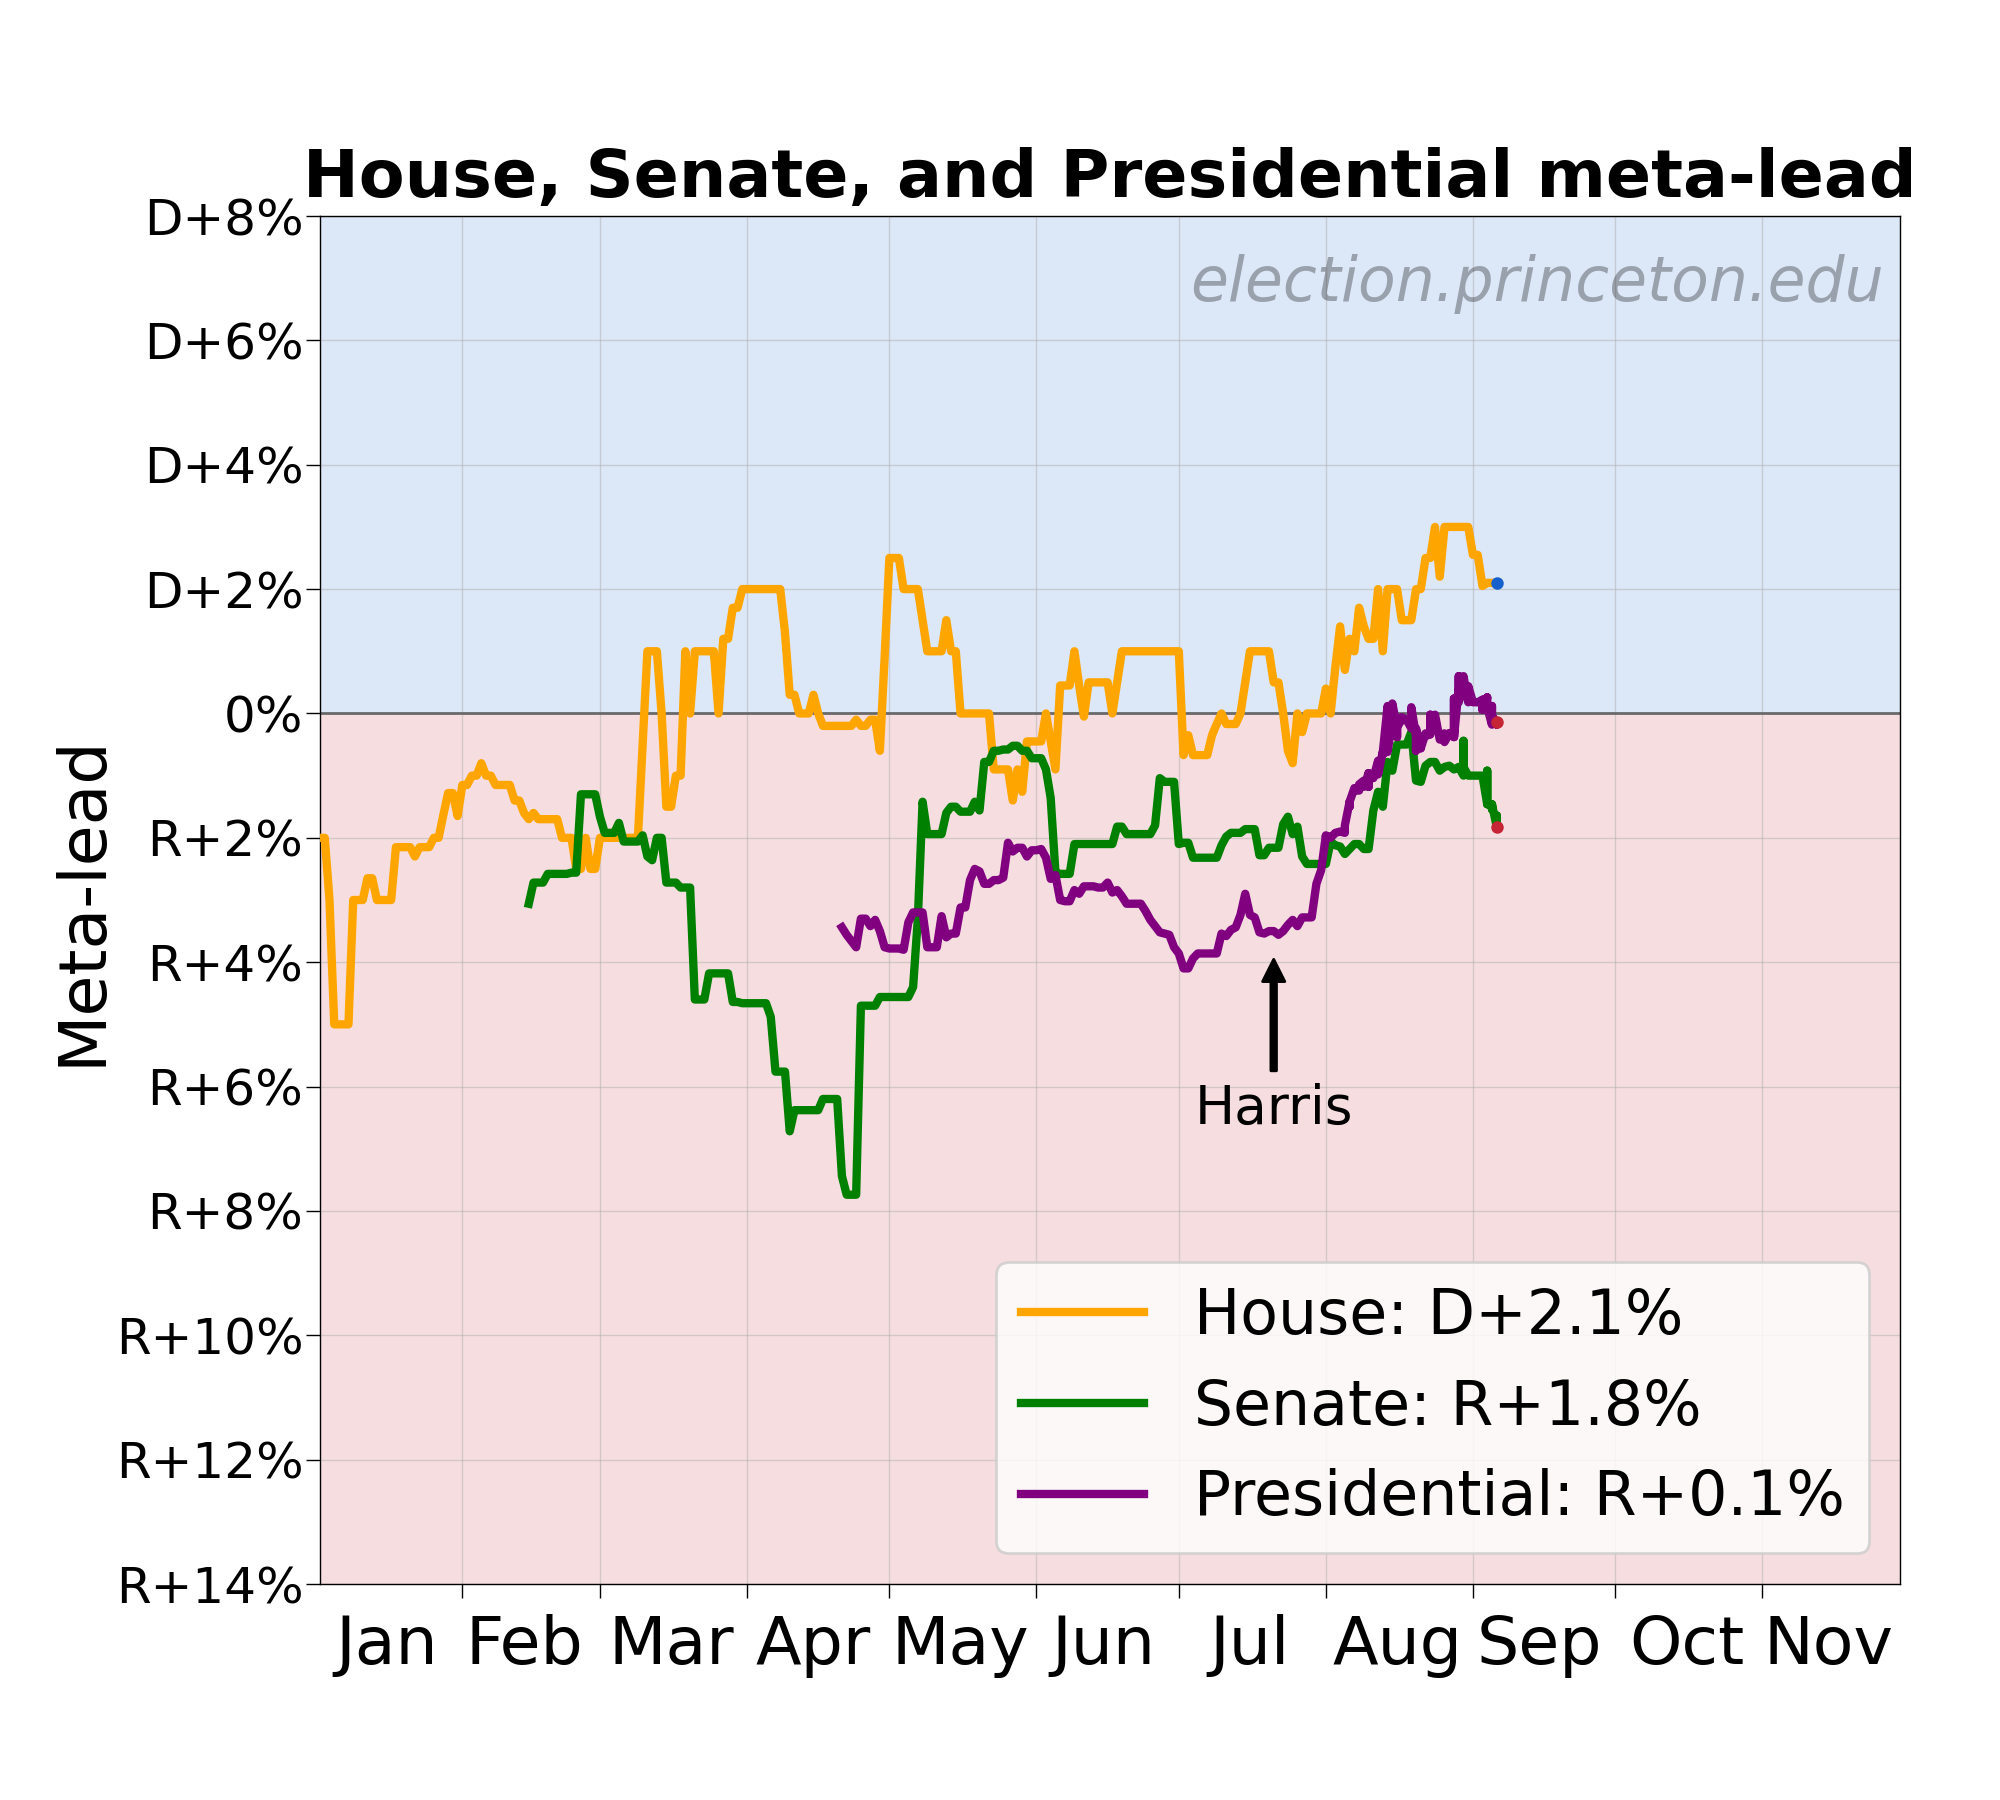 House, Senate, and Presidential meta-lead
election.princeton.edu
D+8%
D+6%
D+4%
D+2%
0%
R+2%
R+4%
R+6%
R+8%
R+10%
R+12%
R+14%
Meta-lead
Harris
House: D+2.1%
Senate: R+1.8%
Presidential: R+0.1%
Jan Feb Mar Apr May Jun Jul Aug Sep Oct Nov